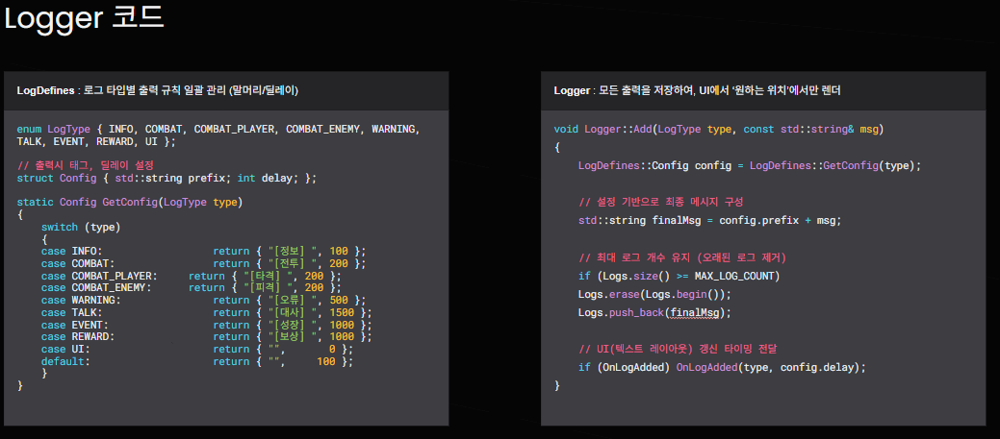 Logger 코드
LogDefines : 로그 타입별 출력 규칙 일괄 관리 (말머리/딜레이)
enum LogType { INFO, COMBAT, COMBAT_PLAYER, COMBAT_ENEMY, WARNING,
TALK, EVENT, REWARD, UI };
// 출력시 태그, 딜레이 설정
struct Config { std::string prefix; int delay; };
static Config GetConfig(LogType type)
{
switch (type)
{
case INFO: return { "[정보] ", 100 };
case COMBAT: return { "[전투] ", 200 };
case COMBAT_PLAYER: return { "[타격] ", 200 };
case COMBAT_ENEMY: return { "[피격] ", 200 };
case WARNING: return { "[오류] ", 500 };
case TALK: return { "[대사] ", 1500 };
case EVENT: return { "[성장] ", 1000 };
case REWARD: return { "[보상] ", 1000 };
case UI: return { "", 0 };
default: return { "", 100 };
}
}
Logger : 모든 출력을 저장하여, UI에서 '원하는 위치'에서만 렌더
void Logger::Add(LogType type, const std::string& msg)
{
LogDefines::Config config = LogDefines::GetConfig(type);
// 설정 기반으로 최종 메시지 구성
std::string finalMsg = config.prefix + msg;
// 최대 로그 개수 유지 (오래된 로그 제거)
if (Logs.size() >= MAX_LOG_COUNT)
Logs.erase(Logs.begin());
Logs.push_back(finalMsg);
// UI(텍스트 레이아웃) 갱신 타이밍 전달
if (OnLogAdded) OnLogAdded(type, config.delay);
}